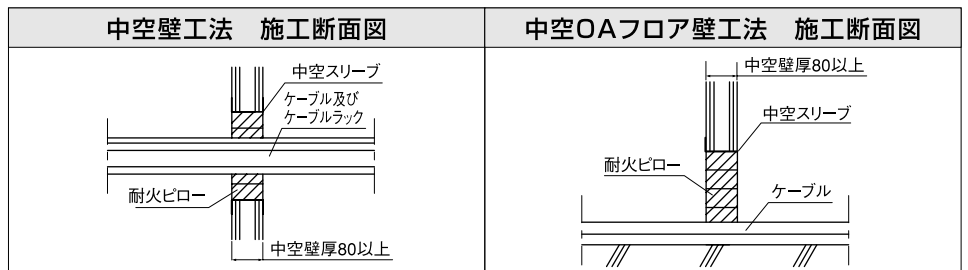 中空壁工法　施工断面図
中空スリーブ
ケーブル及び
ケーブルラック
耐火ピロー
中空壁厚80以上
中空OAフロア壁工法　施工断面図
中空壁厚80以上
中空スリーブ
耐火ピロー
ケーブル